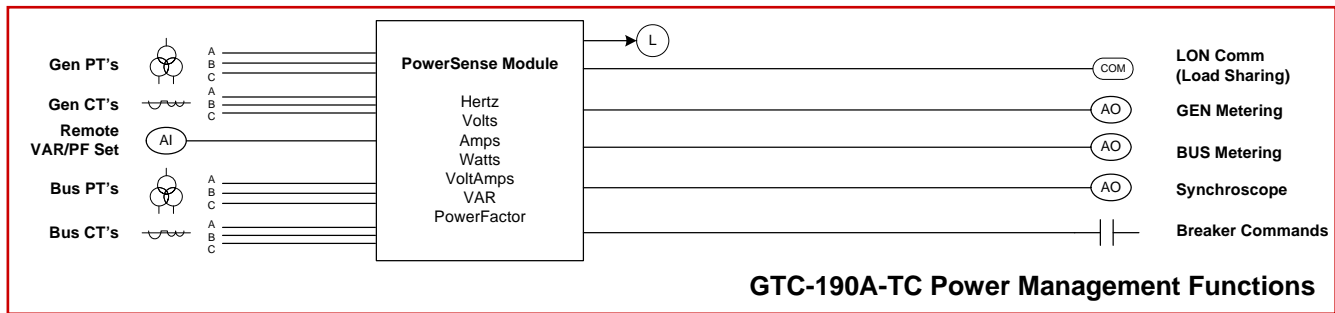 Gen PT's
A
B
C
Gen CT's
A
B
C
Remote
VAR/PF Set
AI
Bus PT's
A
B
C
Bus CT's
A
B
C
PowerSense Module
Hertz
Volts
Amps
Watts
VoltAmps
VAR
PowerFactor
L
COM
LON Comm
(Load Sharing)
AO
GEN Metering
AO
BUS Metering
AO
Synchroscope
Breaker Commands
GTC-190A-TC Power Management Functions